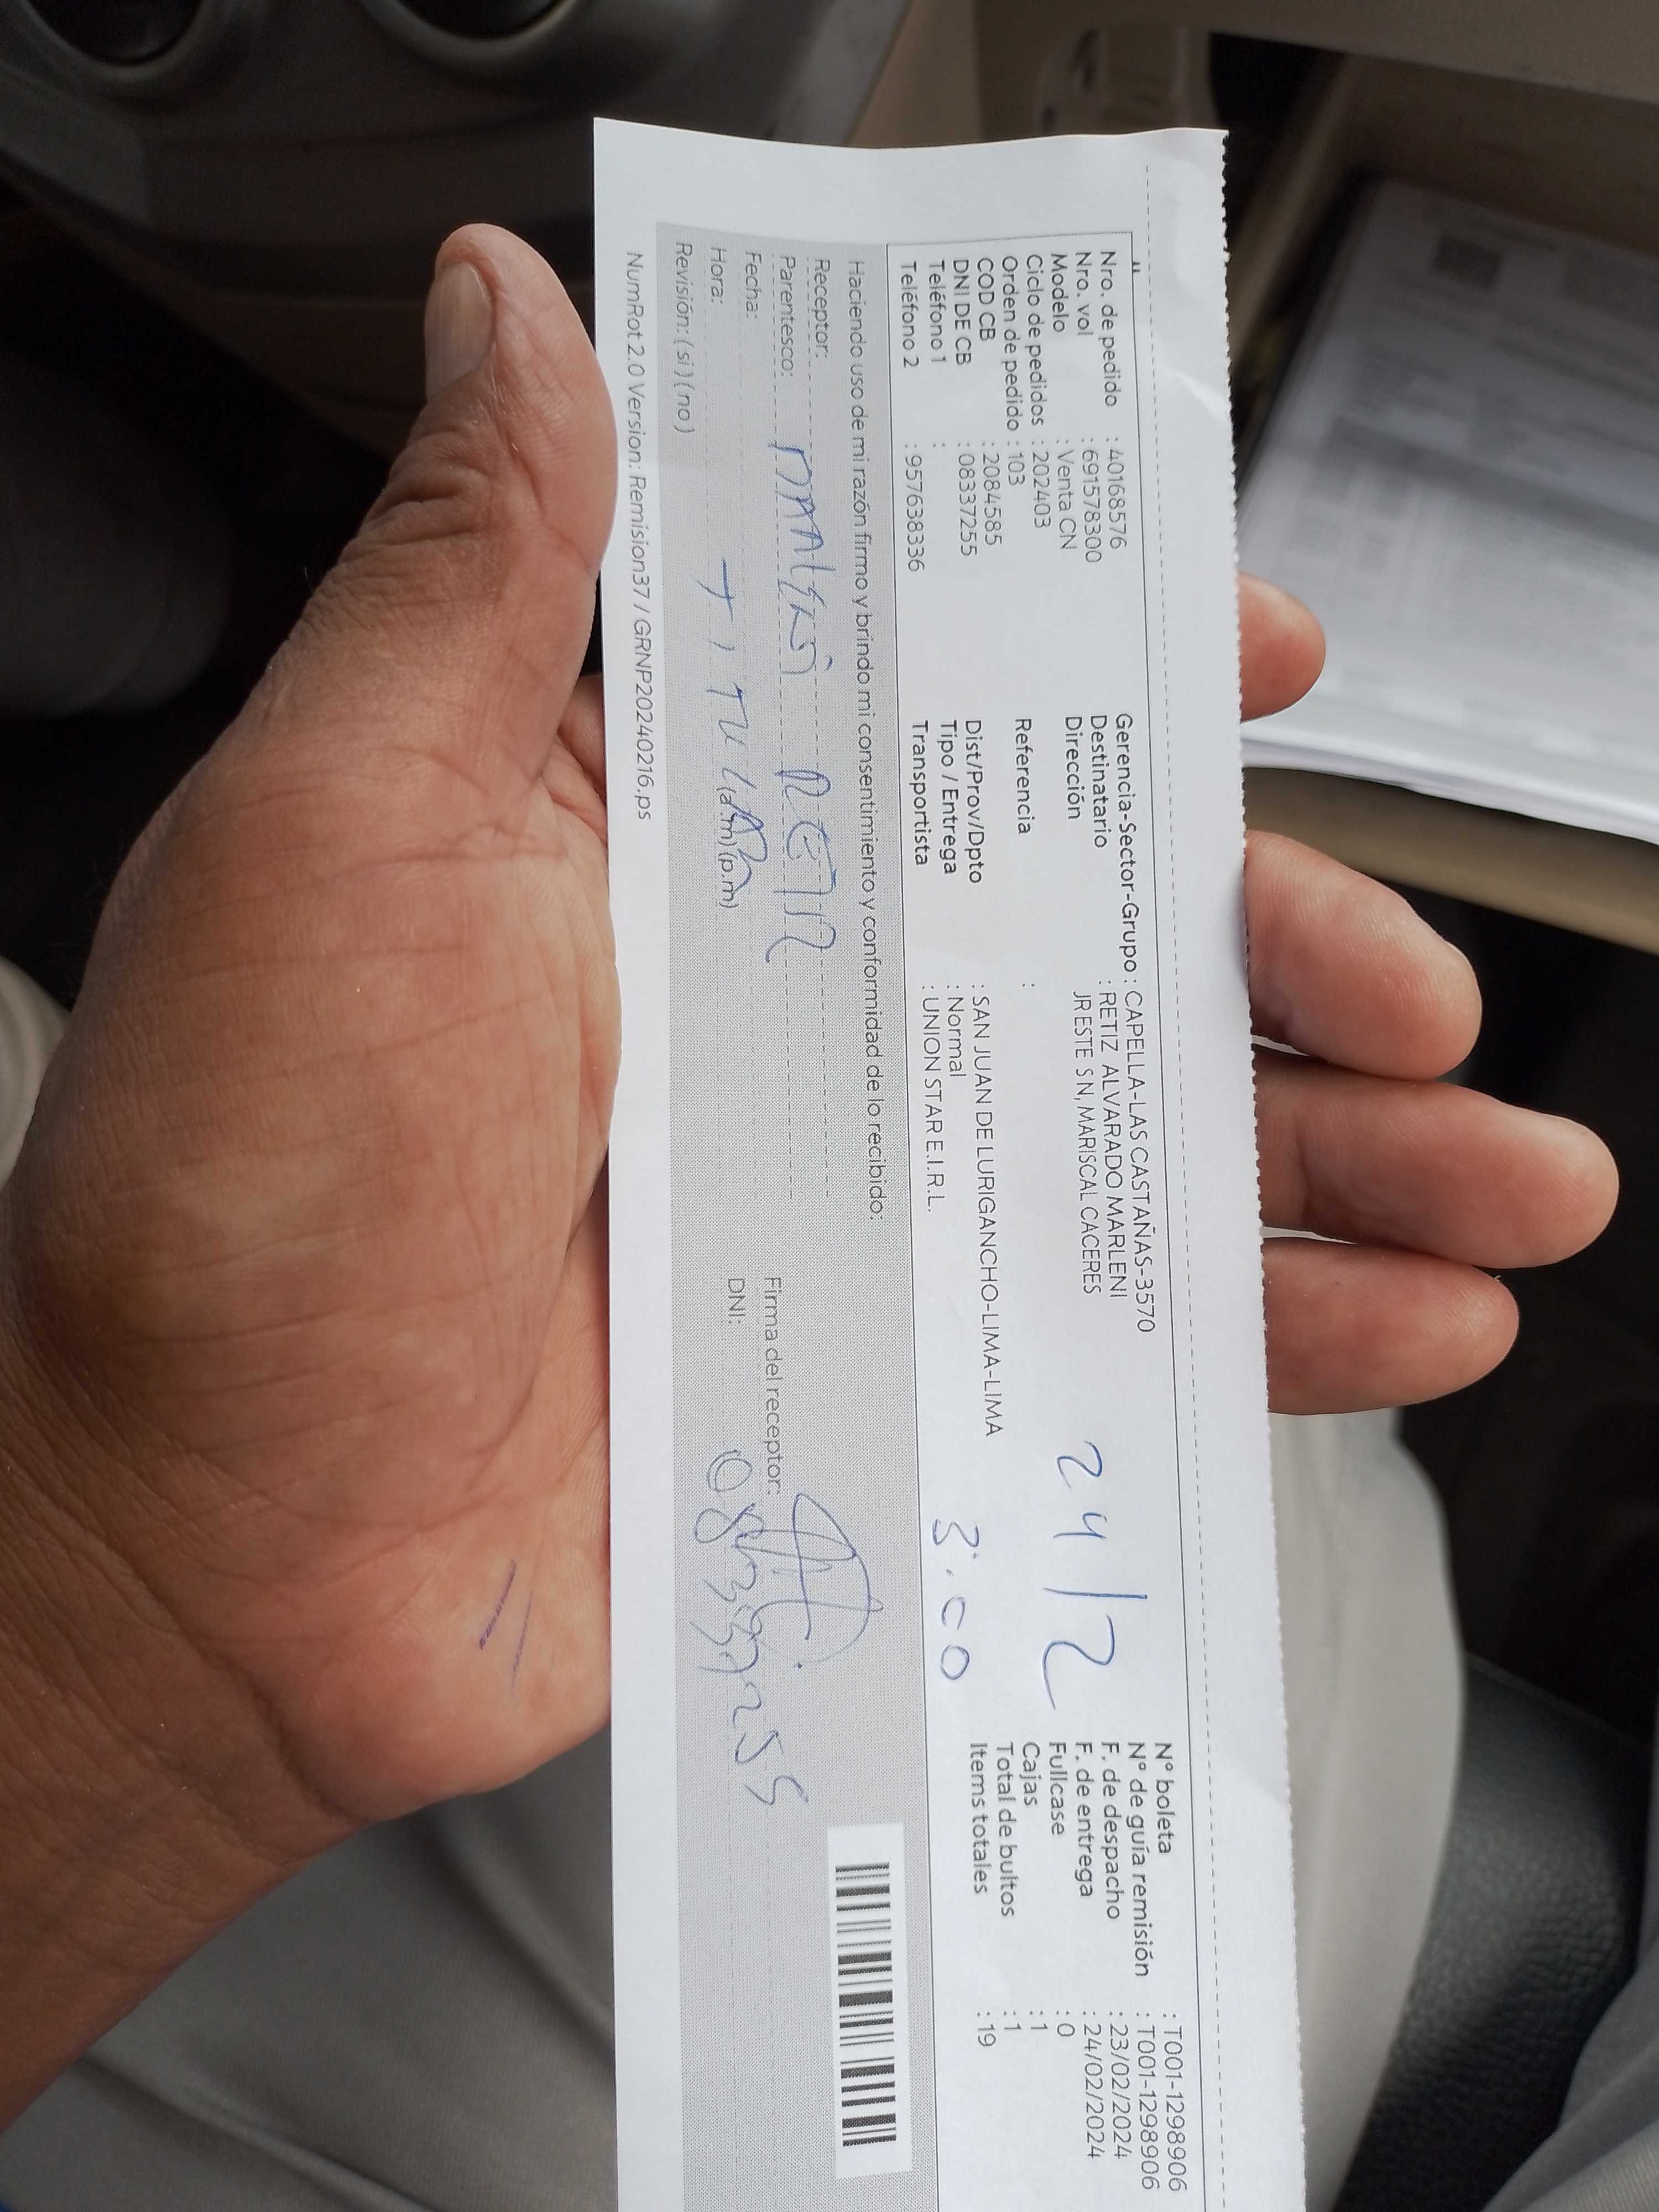 Nro. de pedido : 40168576
Nro. vol : 691578300
Modelo : Venta CN
Ciclo de pedidos : 202403
Orden de pedido : 103
COD CB : 2084585
DNI DE CB : 08337255
Teléfono 1 :
Teléfono 2 : 957638336
Gerencia-Sector-Grupo : CAPELLA-LAS CASTAÑAS-3570
Destinatario : RETIZ ALVARADO MARLENI
Dirección JR ESTE SN, MARISCAL CACERES
Referencia :
Dist/Prov/Dpto : SAN JUAN DE LURIGANCHO-LIMA-LIMA
Tipo / Entrega : Normal
Transportista : UNION STAR E.I.R.L.
24/2
3:00
N° boleta : T001-1298906
N° de guía remisión : T001-1298906
F. de despacho : 23/02/2024
F. de entrega : 24/02/2024
Fullcase : 0
Cajas : 1
Total de bultos : 1
Items totales : 19
Haciendo uso de mi razón firmo y brindo mi consentimiento y conformidad de lo recibido:
Receptor:
Parentesco:
Fecha:
Hora: (a.m) (p.m)
Revisión: ( si ) ( no )
Firma del receptor:
DNI: 08337255
NumRot 2.0 Version: Remision37 / GRNP20240216.ps